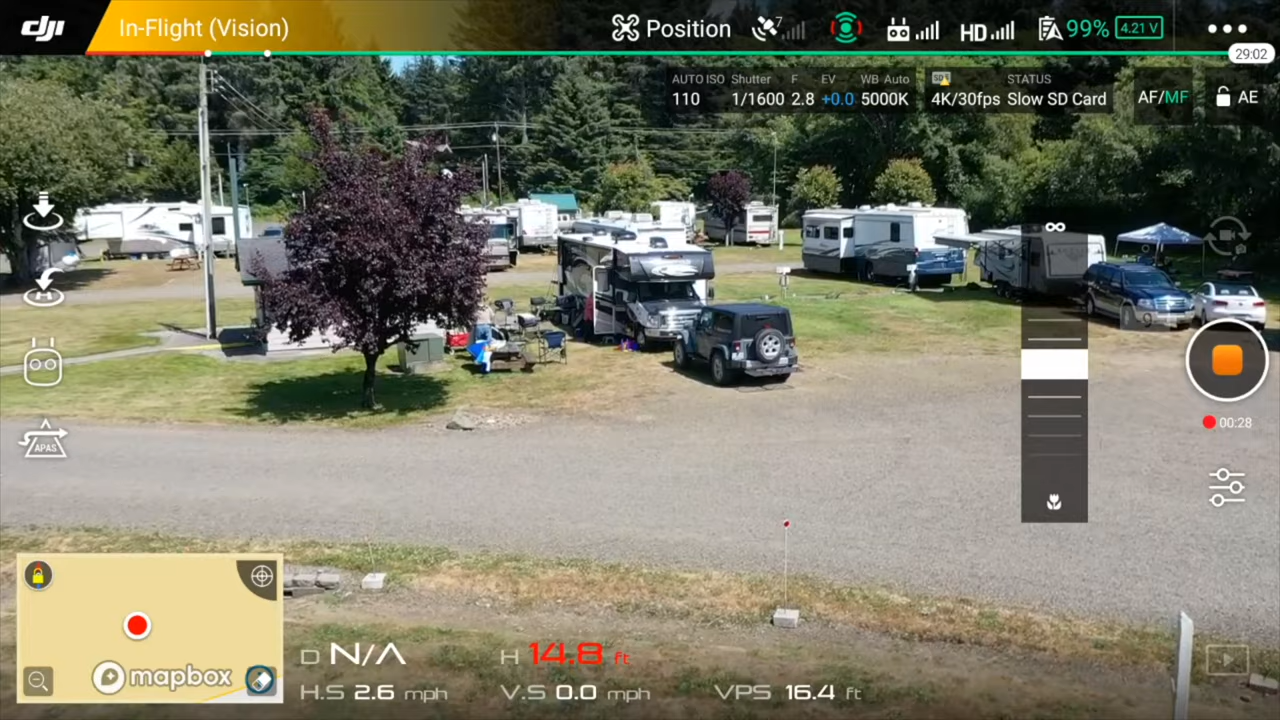 dji In-Flight (Vision) Position 7 HD 99% 4.21 V
29:02
AUTO ISO Shutter F EV WB Auto STATUS
110 1/1600 2.8 +0.0 5000K 4K/30fps Slow SD Card AF/MF AE
∞
9
00:28
APAS
mapbox
D N/A H 14.8 ft
H.S 2.6 mph V.S 0.0 mph VPS 16.4 ft